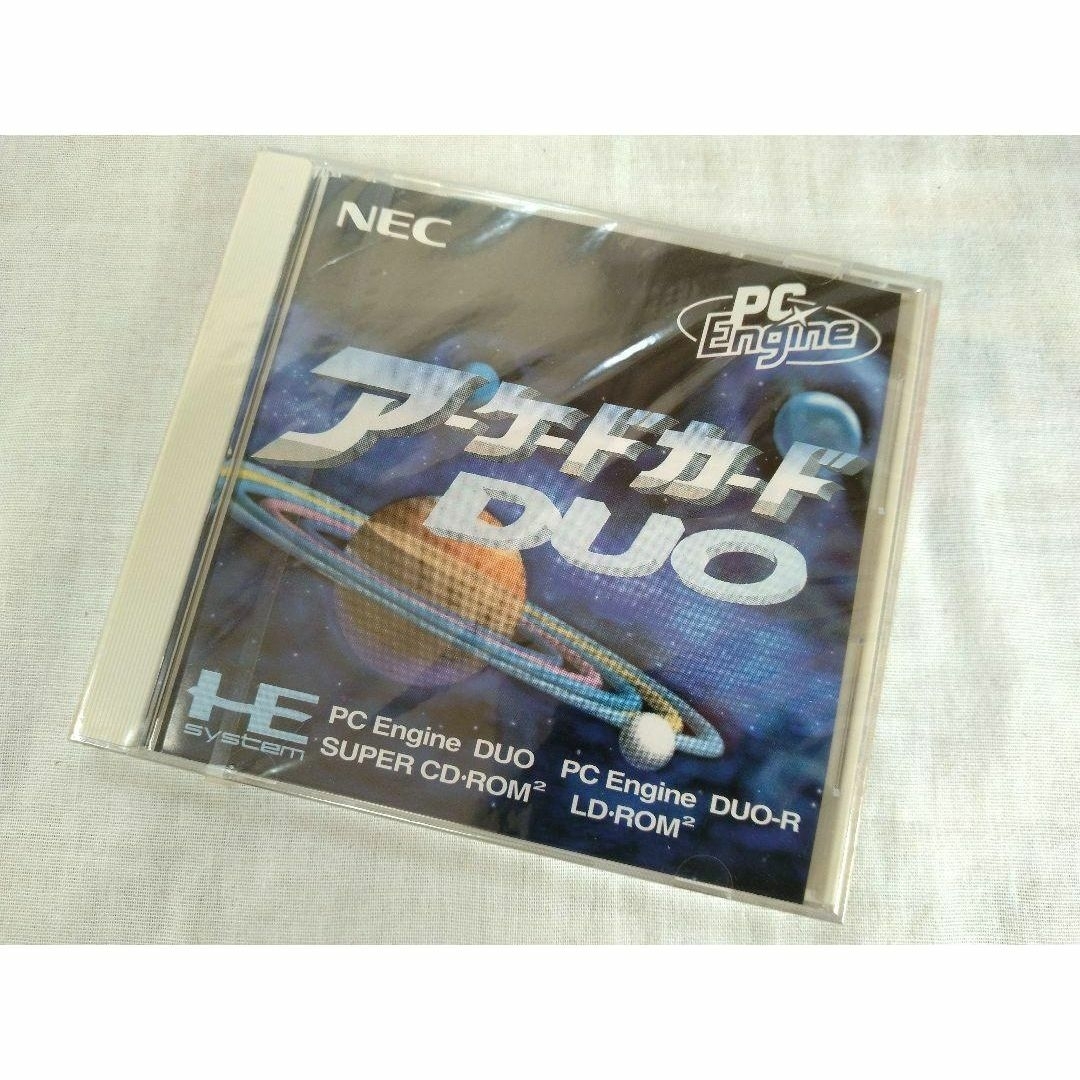 NEC
PC
Engine
アーケードカード
DUO
HE
system
PC Engine DUO
SUPER CD-ROM²
PC Engine DUO-R
LD-ROM²